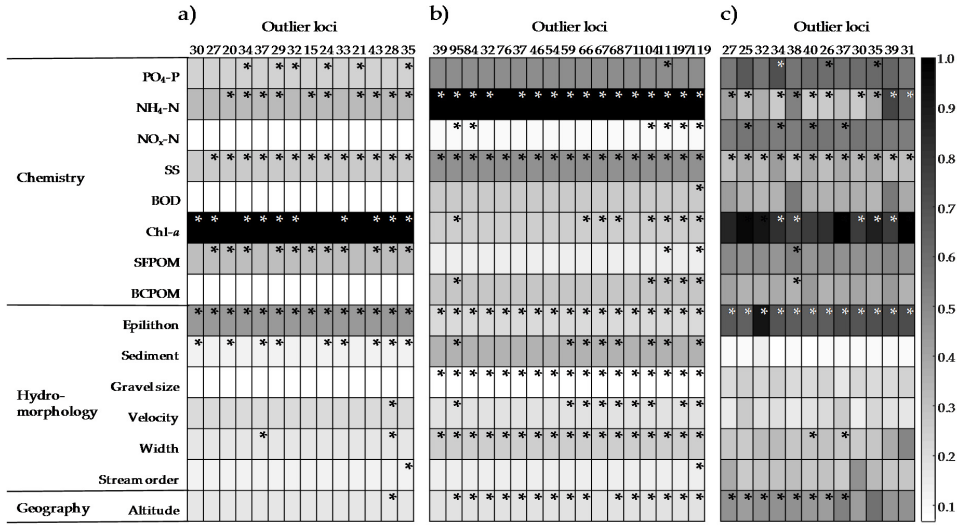 a) b) c)
Outlier loci Outlier loci Outlier loci
30 27 20 34 37 29 32 15 24 33 21 43 28 35 39 95 84 32 76 37 46 54 59 66 67 68 87 104 111 197 119 27 25 32 34 38 40 26 37 30 35 39 31
PO₄-P
NH₄-N
NOₓ-N
SS
Chemistry
BOD
Chl-a
SFPOM
BCPOM
Epilithon
Sediment
Gravel size
Hydro-
morphology
Velocity
Width
Stream order
Geography Altitude
1.0
0.9
0.8
0.7
0.6
0.5
0.4
0.3
0.2
0.1